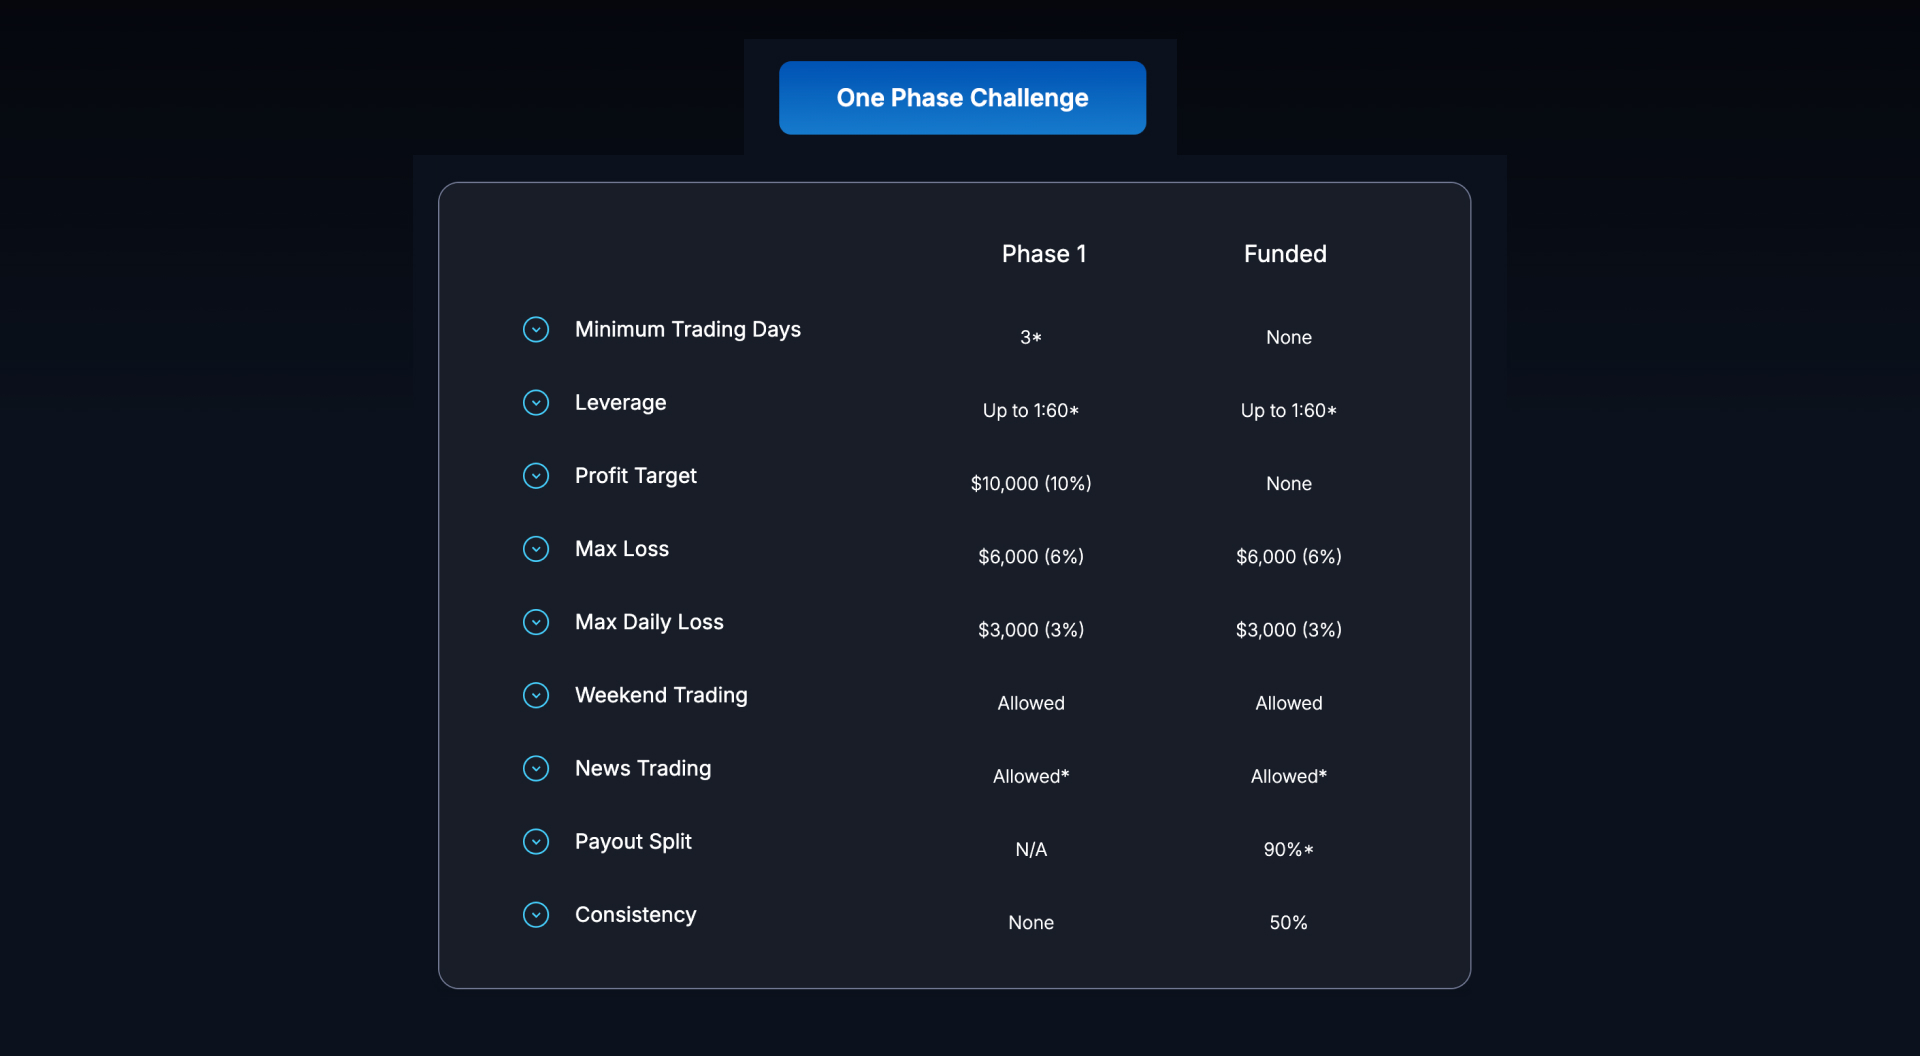 One Phase Challenge
Phase 1 Funded
Minimum Trading Days 3* None
Leverage Up to 1:60* Up to 1:60*
Profit Target $10,000 (10%) None
Max Loss $6,000 (6%) $6,000 (6%)
Max Daily Loss $3,000 (3%) $3,000 (3%)
Weekend Trading Allowed Allowed
News Trading Allowed* Allowed*
Payout Split N/A 90%*
Consistency None 50%